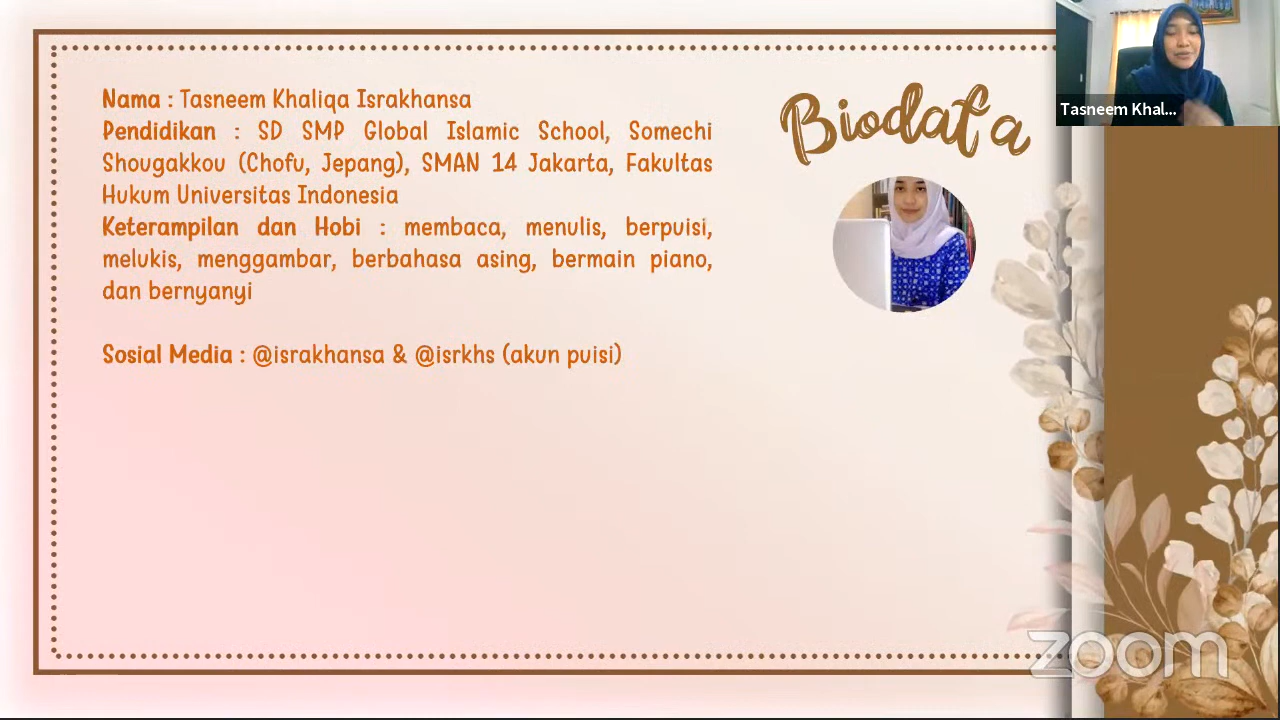 Biodata
Nama : Tasneem Khaliqa Israkhansa
Pendidikan : SD SMP Global Islamic School, Somechi
Shougakkou (Chofu, Jepang), SMAN 14 Jakarta, Fakultas
Hukum Universitas Indonesia
Keterampilan dan Hobi : membaca, menulis, berpuisi,
melukis, menggambar, berbahasa asing, bermain piano,
dan bernyanyi
Sosial Media : @israkhansa & @isrkhs (akun puisi)
Tasneem Khal...
zoom